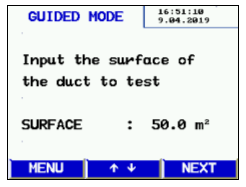 GUIDED MODE
16:51:10
9.04.2019
Input the surface of
the duct to test
SURFACE : 50.0 m²
MENU ↑ ↓ NEXT